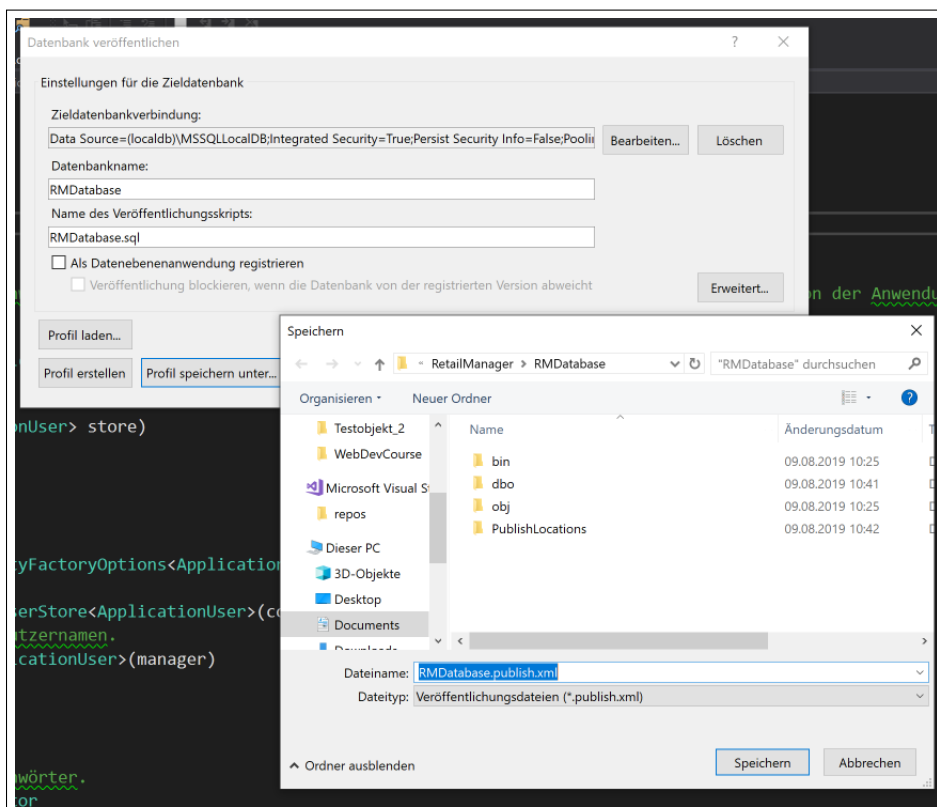 Datenbank veröffentlichen
?
Einstellungen für die Zieldatenbank
Zieldatenbankverbindung:
Data Source=(localdb)\MSSQLLocalDB;Integrated Security=True;Persist Security Info=False;Poolin
Bearbeiten...
Löschen
Datenbankname:
RMDatabase
Name des Veröffentlichungsskripts:
RMDatabase.sql
Als Datenebenenanwendung registrieren
Veröffentlichung blockieren, wenn die Datenbank von der registrierten Version abweicht
Erweitert...
n der Anwendu
Profil laden...
Profil erstellen
Profil speichern unter...
Speichern
« RetailManager > RMDatabase
"RMDatabase" durchsuchen
Organisieren
Neuer Ordner
?
onUser> store)
Testobjekt_2
WebDevCourse
Microsoft Visual S
repos
Dieser PC
3D-Objekte
Desktop
Documents
Name
Änderungsdatum
bin
09.08.2019 10:25
dbo
09.08.2019 10:41
obj
09.08.2019 10:25
PublishLocations
09.08.2019 10:42
tyFactoryOptions<Application
serStore<ApplicationUser>(co
utzernamen.
icationUser>(manager)
Dateiname:
RMDatabase.publish.xml
Dateityp:
Veröffentlichungsdateien (*.publish.xml)
Ordner ausblenden
Speichern
Abbrechen
nwörter.
tor